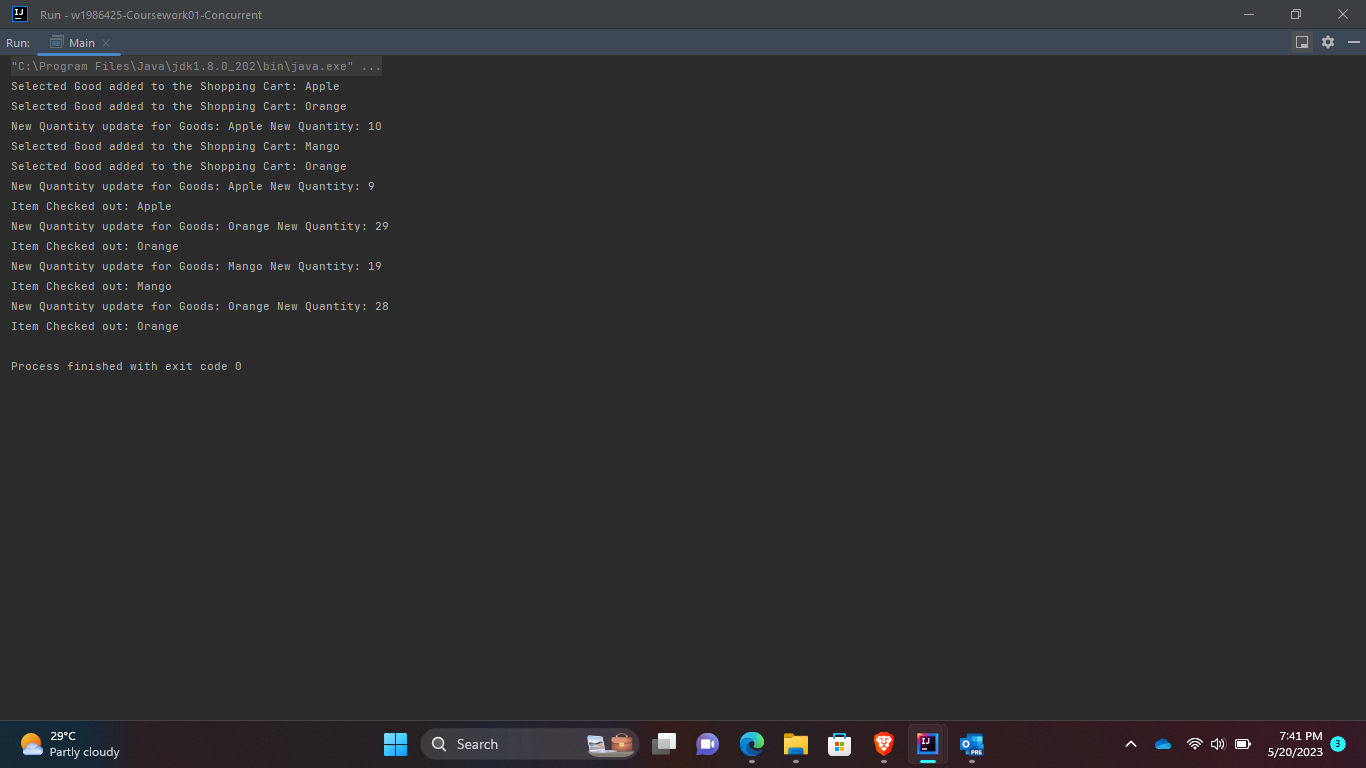 Run - w1986425-Coursework01-Concurrent
Run: Main
"C:\Program Files\Java\jdk1.8.0_202\bin\java.exe" ...
Selected Good added to the Shopping Cart: Apple
Selected Good added to the Shopping Cart: Orange
New Quantity update for Goods: Apple New Quantity: 10
Selected Good added to the Shopping Cart: Mango
Selected Good added to the Shopping Cart: Orange
New Quantity update for Goods: Apple New Quantity: 9
Item Checked out: Apple
New Quantity update for Goods: Orange New Quantity: 29
Item Checked out: Orange
New Quantity update for Goods: Mango New Quantity: 19
Item Checked out: Mango
New Quantity update for Goods: Orange New Quantity: 28
Item Checked out: Orange
Process finished with exit code 0
29°C
Partly cloudy
Search
PRE
7:41 PM
5/20/2023
3